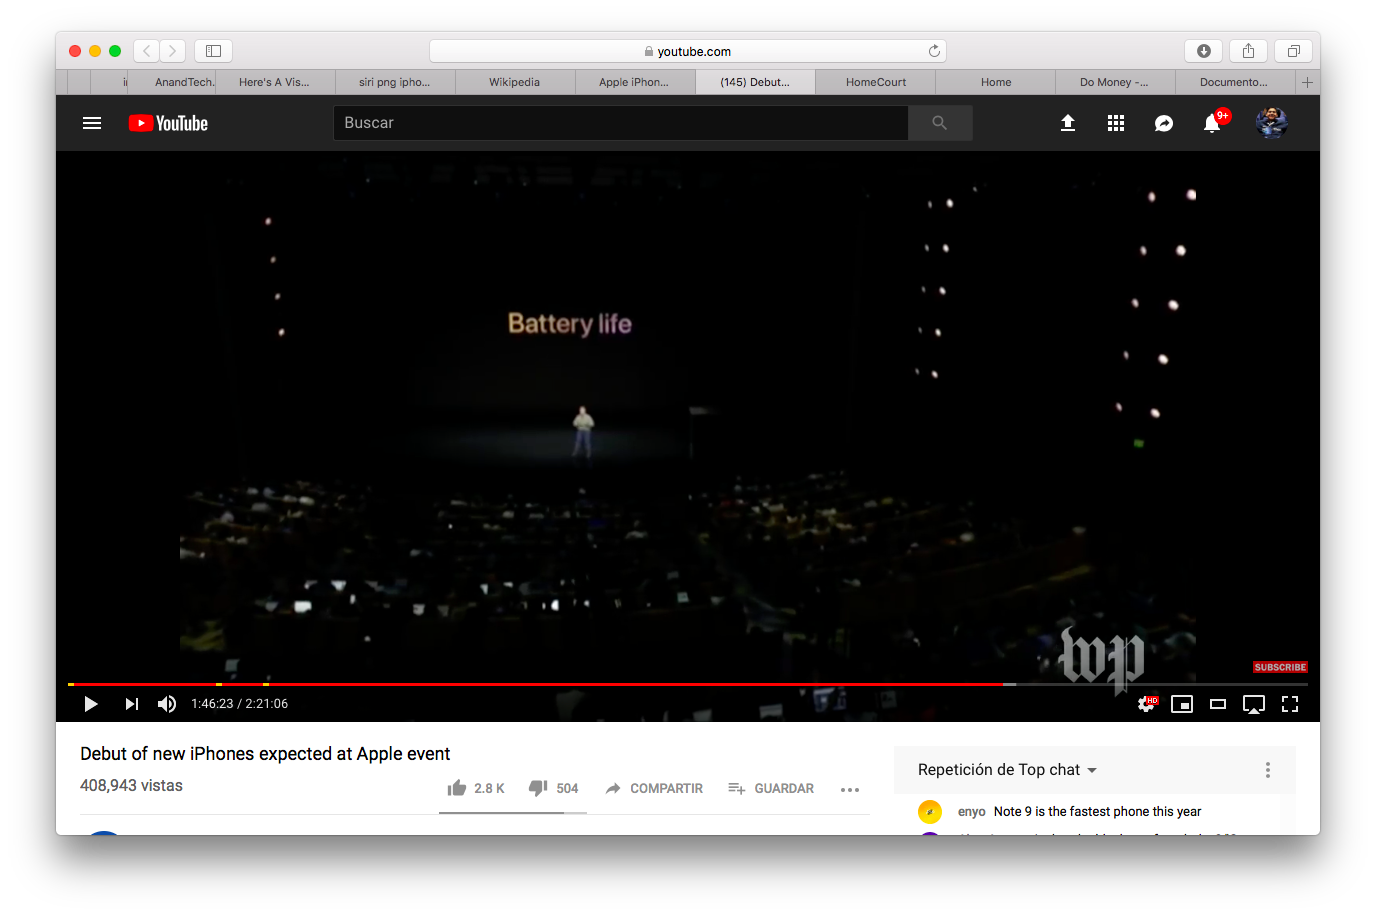 youtube.com
AnandTech.
Here's A Vis...
siri png ipho...
Wikipedia
Apple iPhon...
(145) Debut...
HomeCourt
Home
Do Money -...
Documento...
YouTube
Buscar
9+
Battery life
wp
SUBSCRIBE
1:46:23 / 2:21:06
HD
Debut of new iPhones expected at Apple event
408,943 vistas
2.8 K
504
COMPARTIR
GUARDAR
Repetición de Top chat
enyo Note 9 is the fastest phone this year